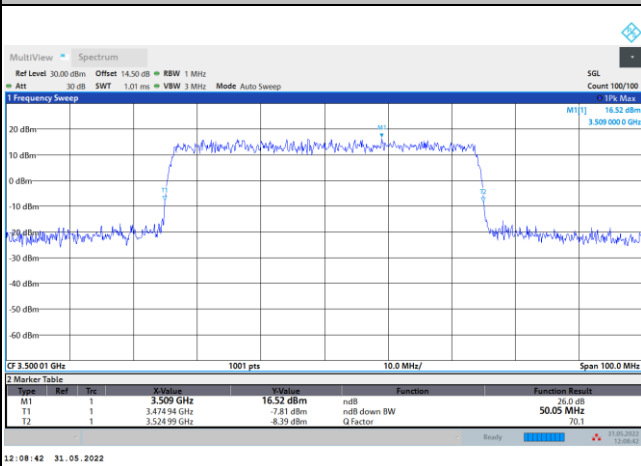 MultiView Spectrum
Ref Level 30.00 dBm Offset 14.50 dB RBW 1 MHz SGL
Att 30 dB SWT 1.01 ms VBW 3 MHz Mode Auto Sweep Count 100/100
1 Frequency Sweep 1Pk Max
M1[1] 16.52 dBm
3.509 000 0 GHz
M1
20 dBm
10 dBm
0 dBm
T1 T2
-10 dBm
-20 dBm
-30 dBm
-40 dBm
-50 dBm
-60 dBm
CF 3.500 01 GHz 1001 pts 10.0 MHz/ Span 100.0 MHz
2 Marker Table
Type Ref Trc X-Value Y-Value Function Function Result
M1 1 3.509 GHz 16.52 dBm ndB 26.0 dB
T1 1 3.474 94 GHz -7.81 dBm ndB down BW 50.05 MHz
T2 1 3.524 99 GHz -8.39 dBm Q Factor 70.1
Ready 31.05.2022
12:08:42
12:08:42 31.05.2022